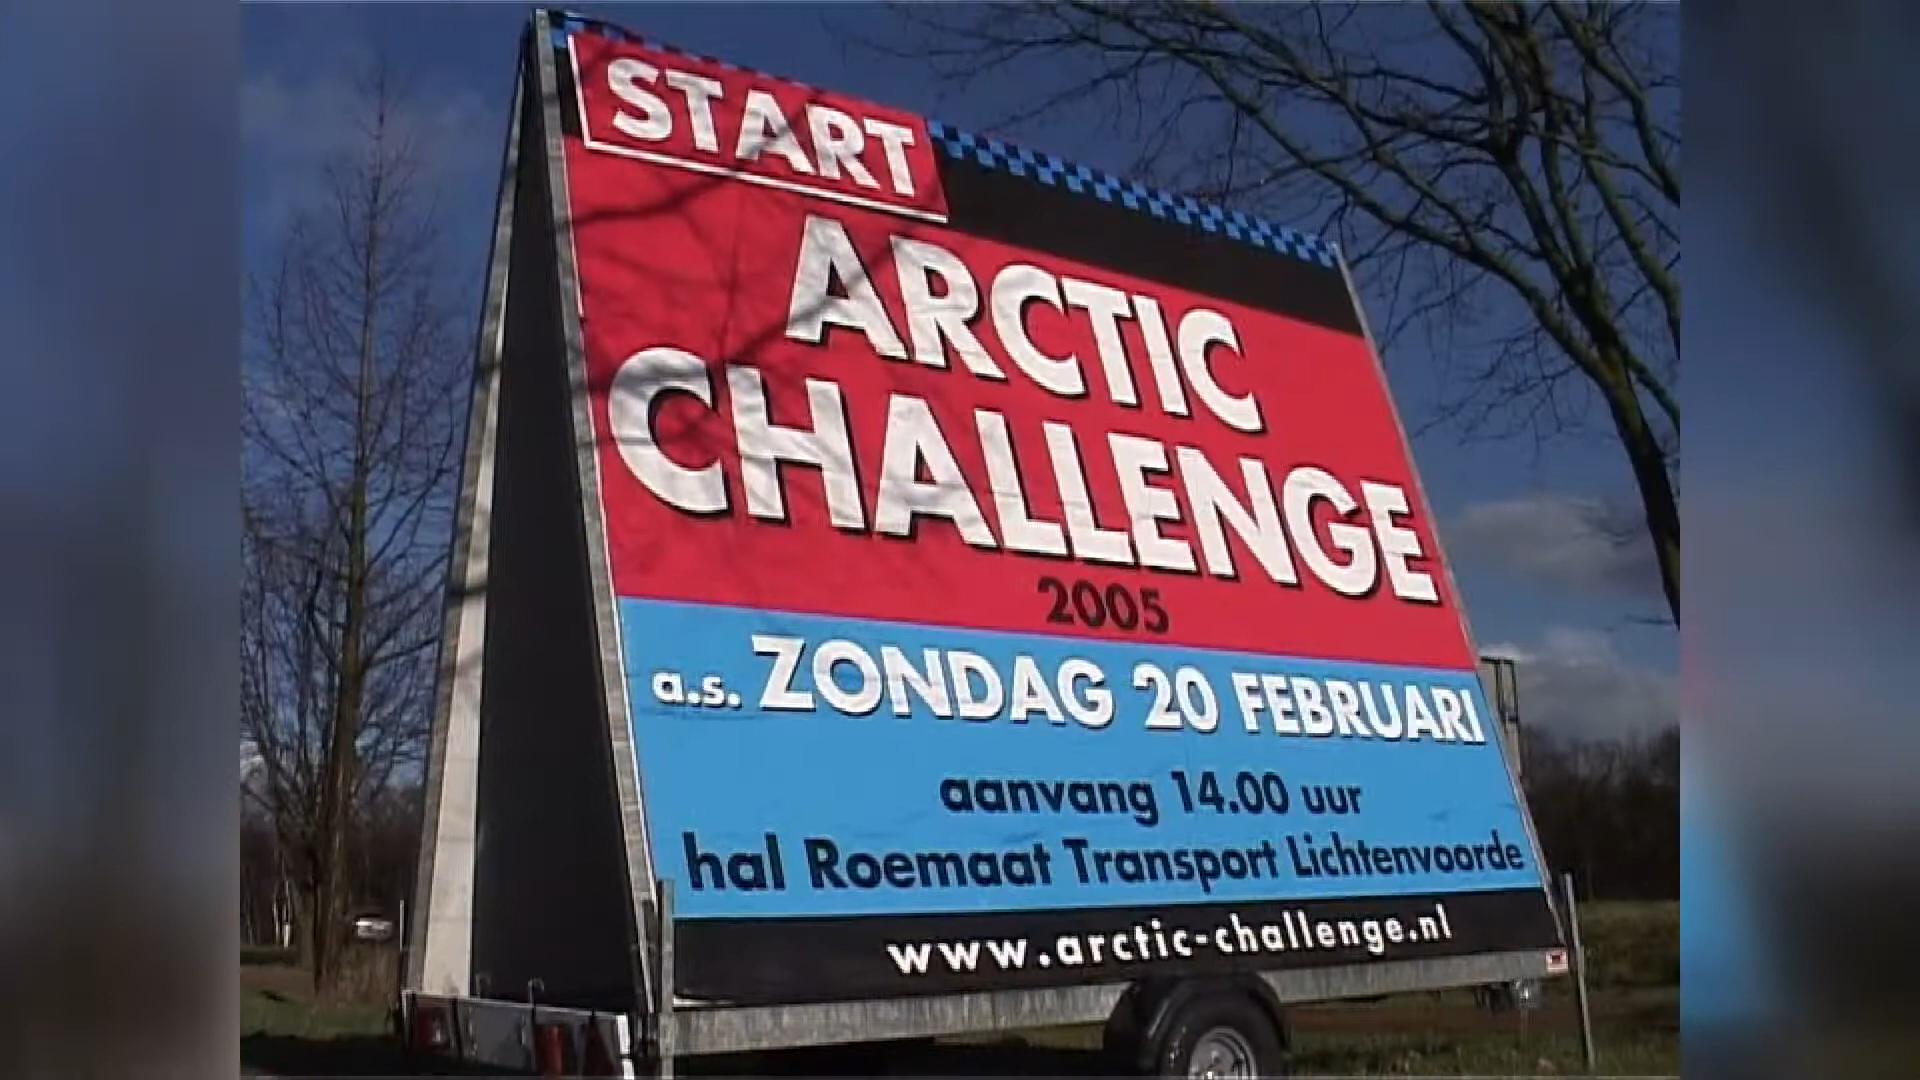 START
ARCTIC
CHALLENGE
2005
a.s. ZONDAG 20 FEBRUARI
aanvang 14.00 uur
hal Roemaat Transport Lichtenvoorde
www.arctic-challenge.nl